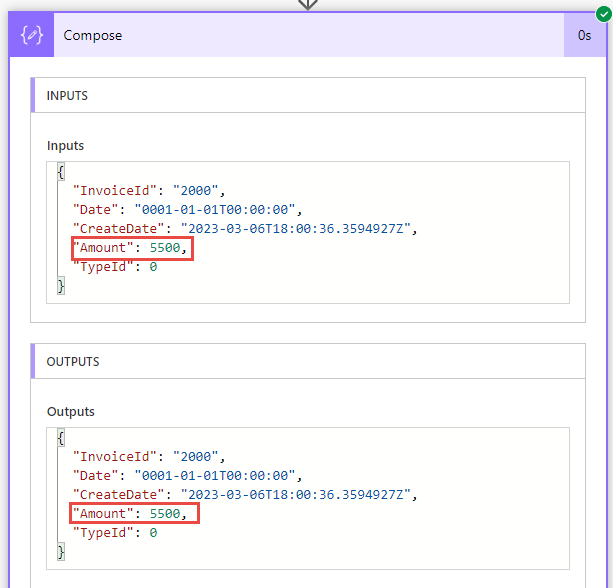 Compose
0s
INPUTS
Inputs
{
"InvoiceId": "2000",
"Date": "0001-01-01T00:00:00",
"CreateDate": "2023-03-06T18:00:36.3594927Z",
"Amount": 5500,
"TypeId": 0
}
OUTPUTS
Outputs
{
"InvoiceId": "2000",
"Date": "0001-01-01T00:00:00",
"CreateDate": "2023-03-06T18:00:36.3594927Z",
"Amount": 5500,
"TypeId": 0
}